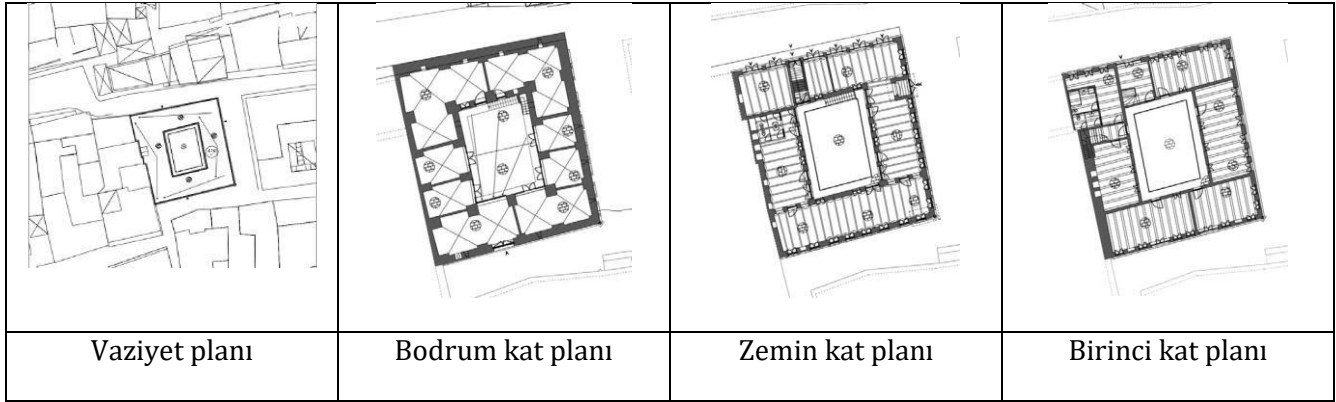 Vaziyet planı
Bodrum kat planı
Zemin kat planı
Birinci kat planı